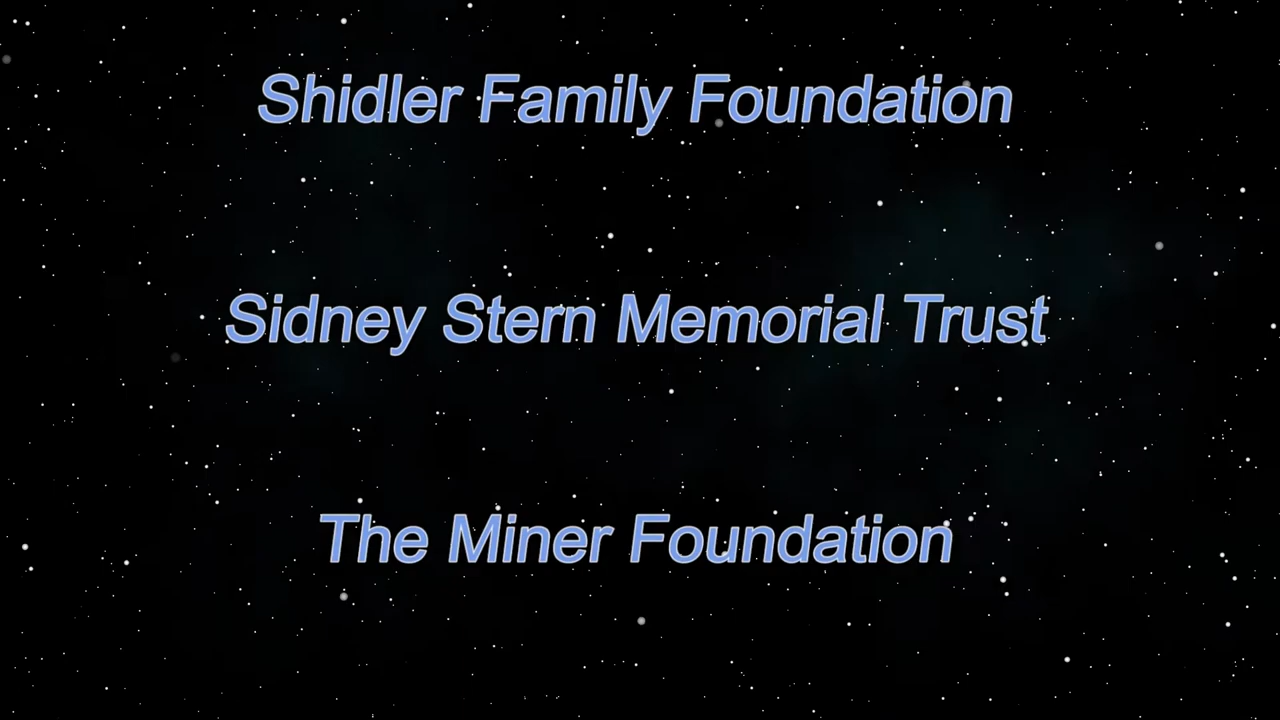 Shidler Family Foundation
Sidney Stern Memorial Trust
The Miner Foundation